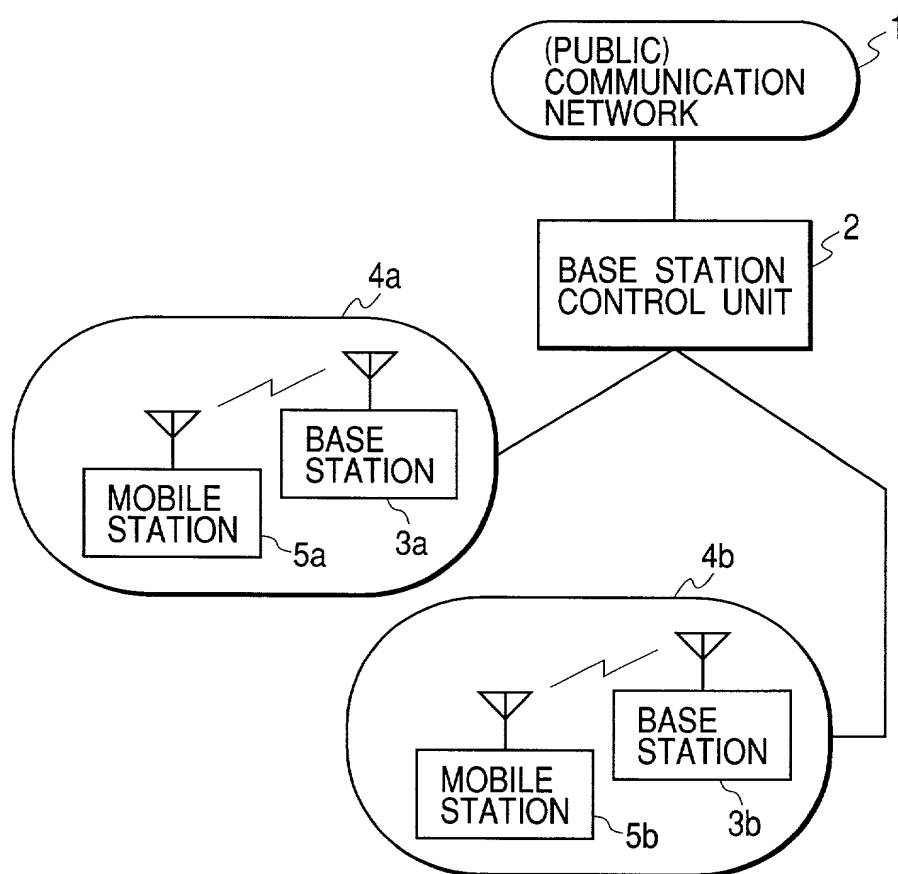 1
(PUBLIC)
COMMUNICATION
NETWORK
2
BASE STATION
CONTROL UNIT
4a
BASE
STATION
MOBILE
STATION
3a
5a
4b
BASE
STATION
MOBILE
STATION
3b
5b